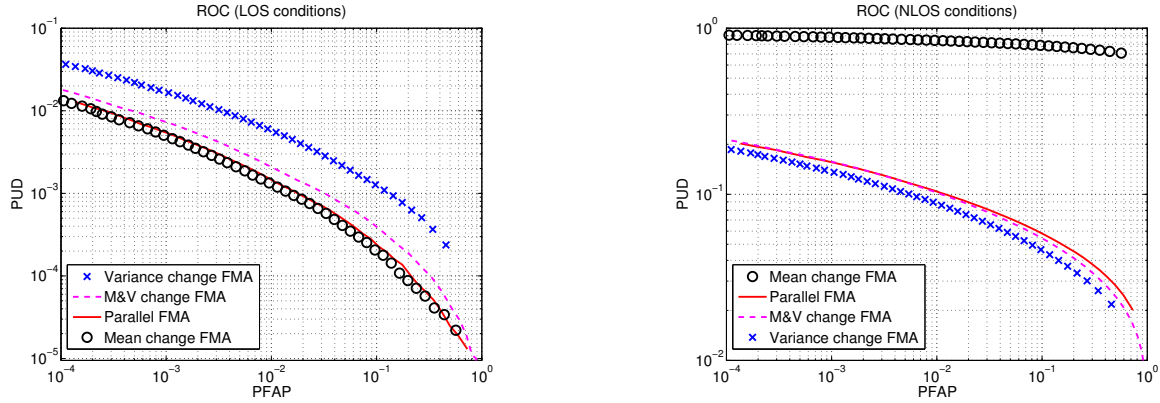 ROC (LOS conditions)
10^-1
10^-2
10^-3
10^-4
10^-5
PUD
Variance change FMA
M&V change FMA
Parallel FMA
Mean change FMA
10^-4
10^-3
10^-2
10^-1
10^0
PFAP
ROC (NLOS conditions)
10^0
10^-1
10^-2
PUD
Mean change FMA
Parallel FMA
M&V change FMA
Variance change FMA
10^-4
10^-3
10^-2
10^-1
10^0
PFAP